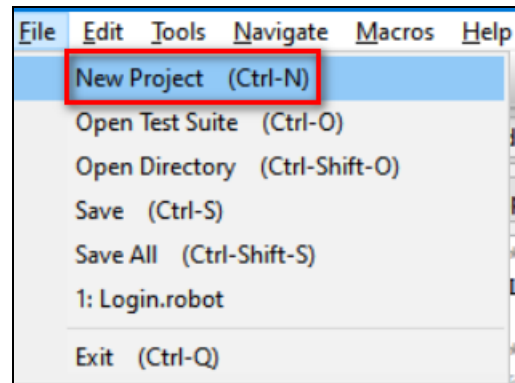 File Edit Tools Navigate Macros Help
New Project (Ctrl-N)
Open Test Suite (Ctrl-O)
Open Directory (Ctrl-Shift-O)
Save (Ctrl-S)
Save All (Ctrl-Shift-S)
1: Login.robot
Exit (Ctrl-Q)